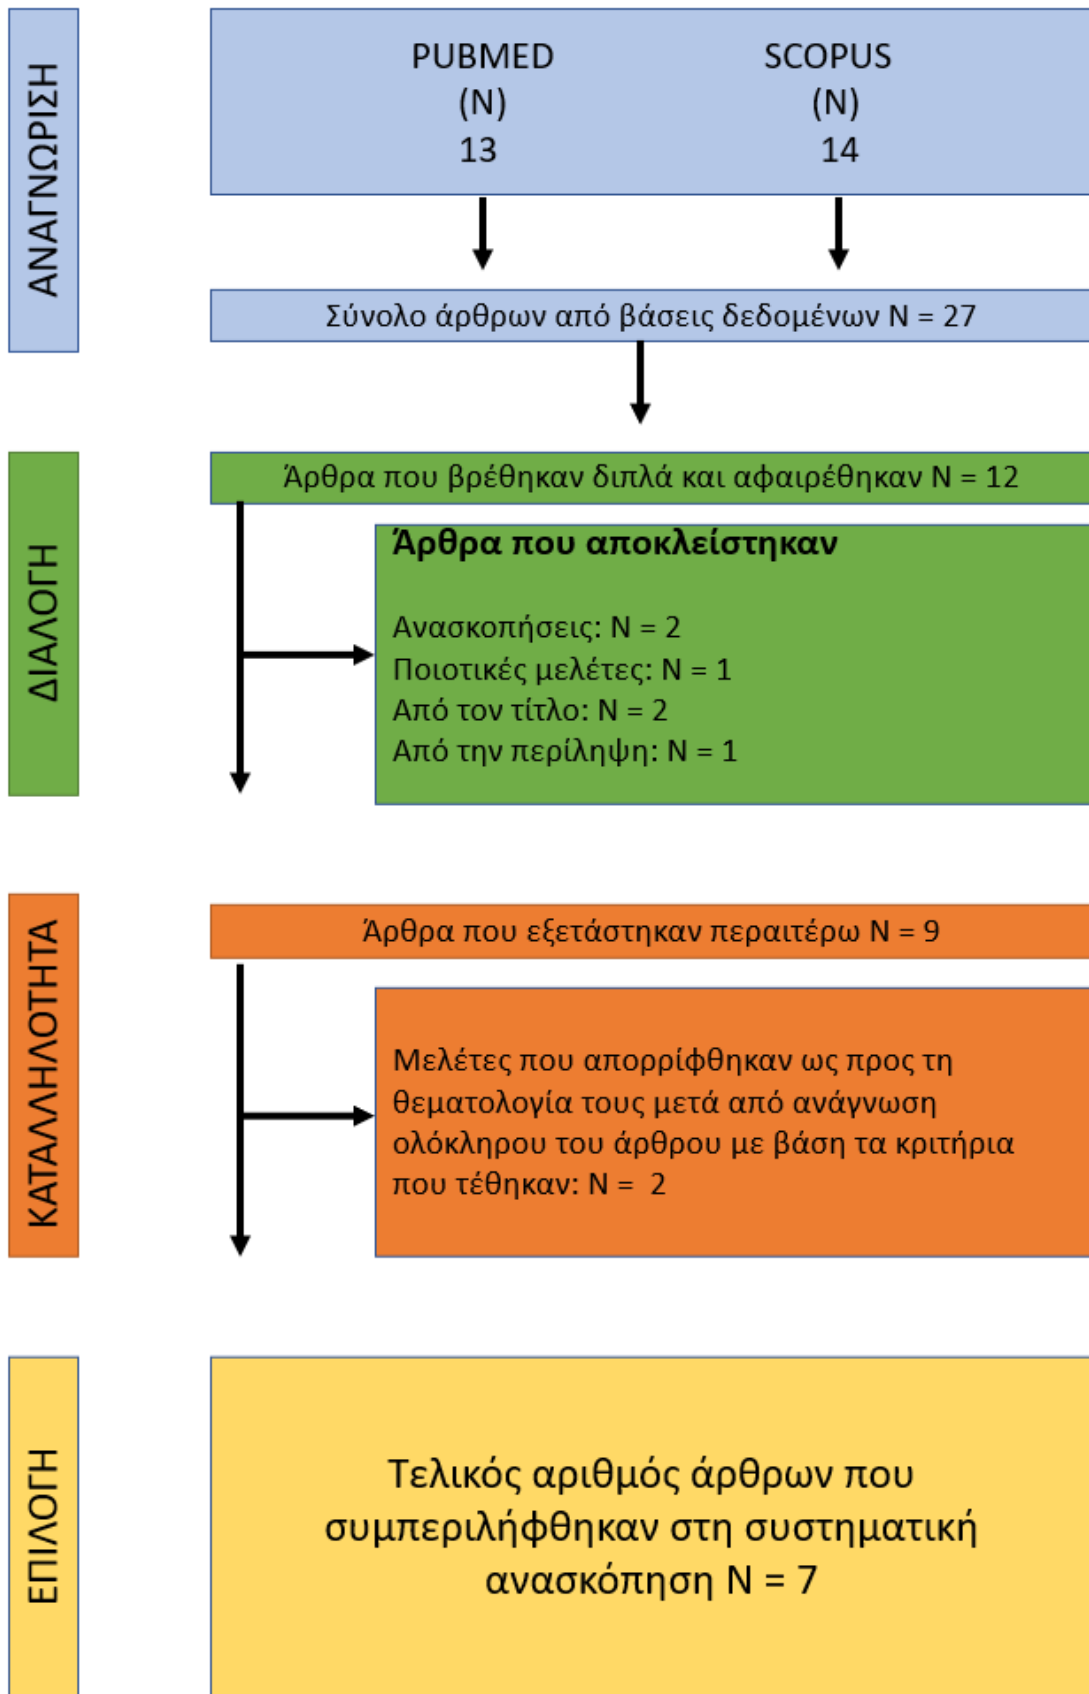 ΑΝΑΓΝΩΡΙΣΗ
PUBMED
(N)
13
SCOPUS
(N)
14
Σύνολο άρθρων από βάσεις δεδομένων N = 27
ΔΙΑΛΟΓΗ
Άρθρα που βρέθηκαν διπλά και αφαιρέθηκαν N = 12
Άρθρα που αποκλείστηκαν
Ανασκοπήσεις: N = 2
Ποιοτικές μελέτες: N = 1
Από τον τίτλο: N = 2
Από την περίληψη: N = 1
ΚΑΤΑΛΛΗΛΟΤΗΤΑ
Άρθρα που εξετάστηκαν περαιτέρω N = 9
Μελέτες που απορρίφθηκαν ως προς τη
θεματολογία τους μετά από ανάγνωση
ολόκληρου του άρθρου με βάση τα κριτήρια
που τέθηκαν: N = 2
ΕΠΙΛΟΓΗ
Τελικός αριθμός άρθρων που
συμπεριλήφθηκαν στη συστηματική
ανασκόπηση N = 7